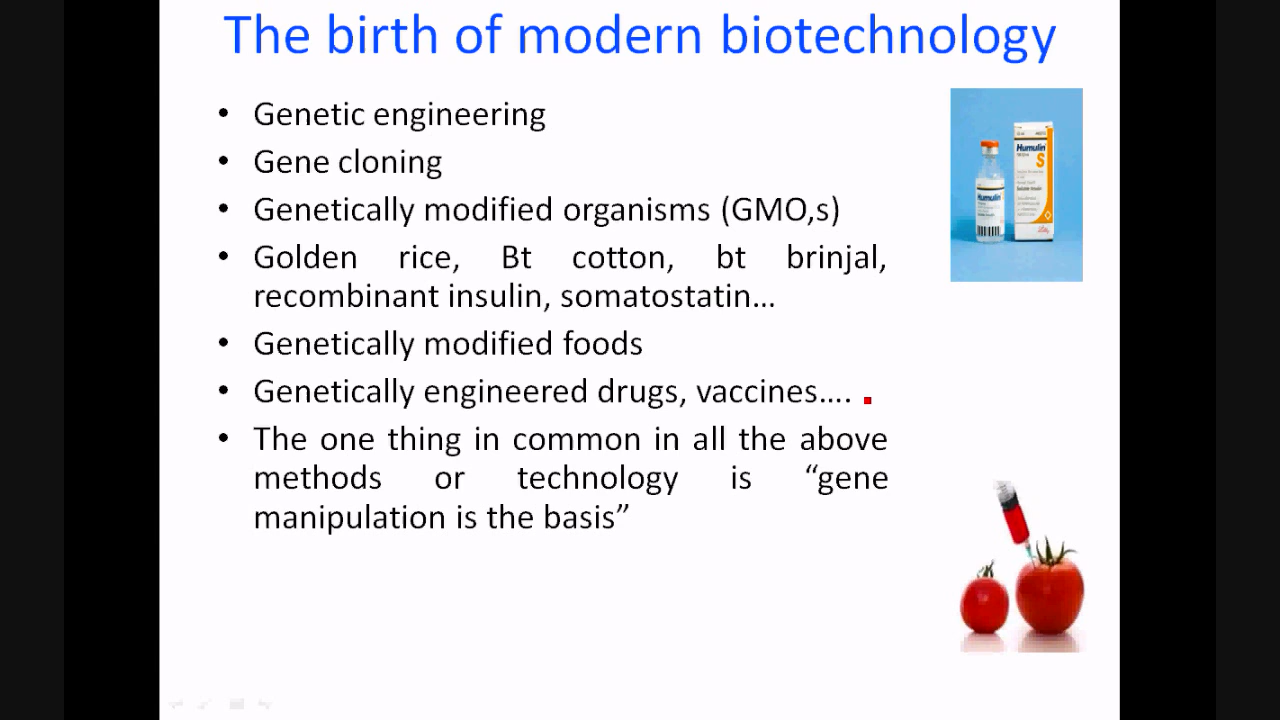 The birth of modern biotechnology
• Genetic engineering
• Gene cloning
• Genetically modified organisms (GMO,s)
• Golden rice, Bt cotton, bt brinjal,
recombinant insulin, somatostatin...
• Genetically modified foods
• Genetically engineered drugs, vaccines....
• The one thing in common in all the above
methods or technology is “gene
manipulation is the basis”
Humulin
S
Humulin
Lilly